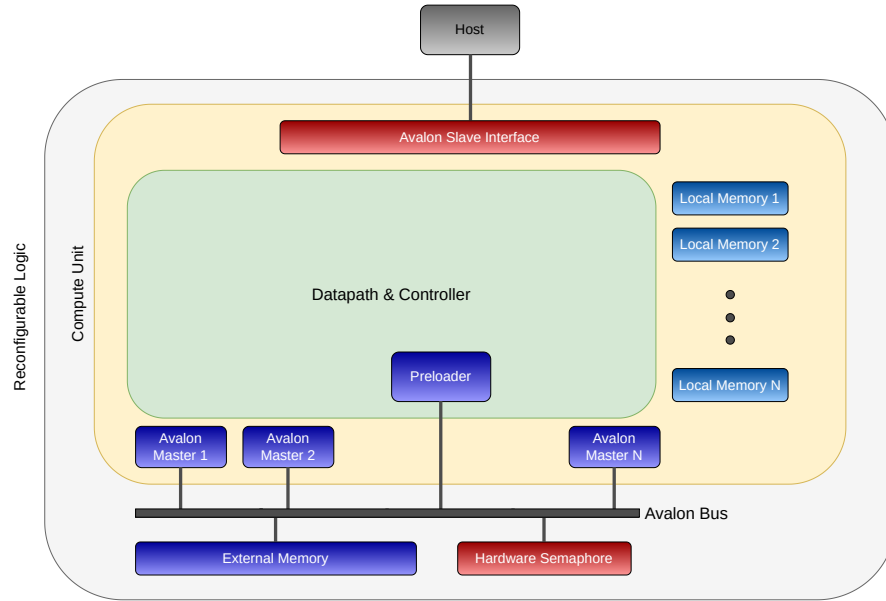 Host
Avalon Slave Interface
Local Memory 1
Local Memory 2
Reconfigurable Logic
Compute Unit
Datapath & Controller
Preloader
Local Memory N
Avalon
Master 1
Avalon
Master 2
Avalon
Master N
Avalon Bus
External Memory
Hardware Semaphore